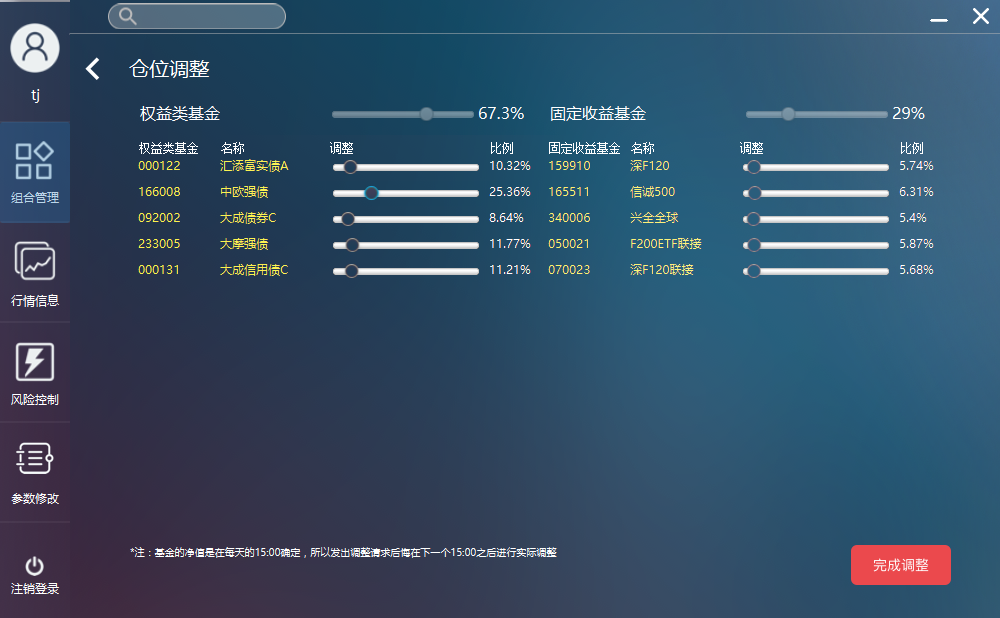 tj
组合管理
行情信息
风险控制
参数修改
注销登录
仓位调整
权益类基金 67.3% 固定收益基金 29%
权益类基金 名称 调整 比例 固定收益基金 名称 调整 比例
000122 汇添富实债A 10.32% 159910 深F120 5.74%
166008 中欧强债 25.36% 165511 信诚500 6.31%
092002 大成债券C 8.64% 340006 兴全全球 5.4%
233005 大摩强债 11.77% 050021 F200ETF联接 5.87%
000131 大成信用债C 11.21% 070023 深F120联接 5.68%
*注：基金的净值是在每天的15:00确定，所以发出调整请求后悔在下一个15:00之后进行实际调整
完成调整